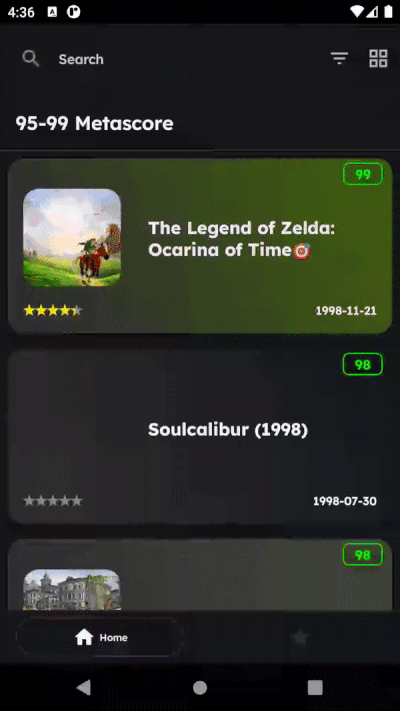 4:36
Search
95-99 Metascore
99
The Legend of Zelda:
Ocarina of Time🎯
1998-11-21
98
Soulcalibur (1998)
1998-07-30
98
Home